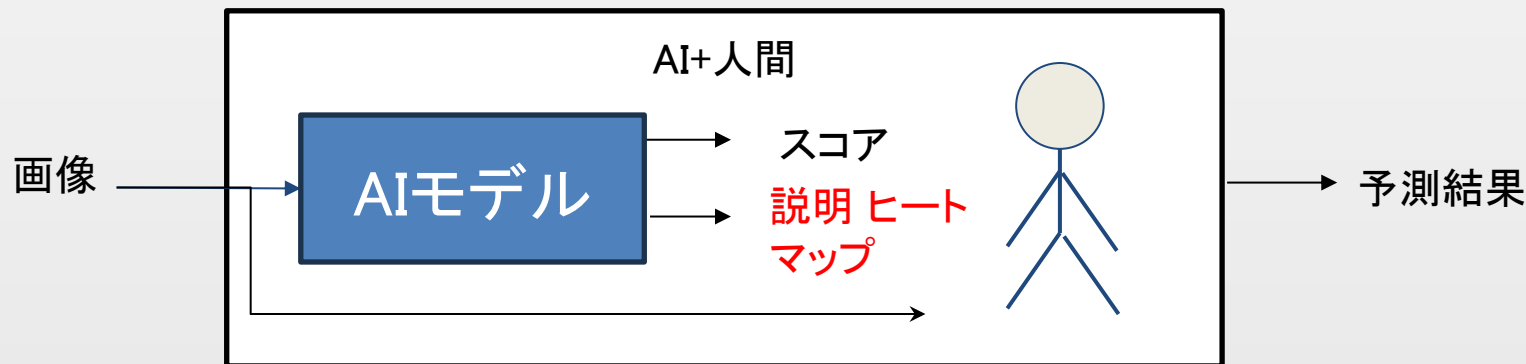 AI+人間
画像
AIモデル
スコア
説明 ヒート
マップ
予測結果